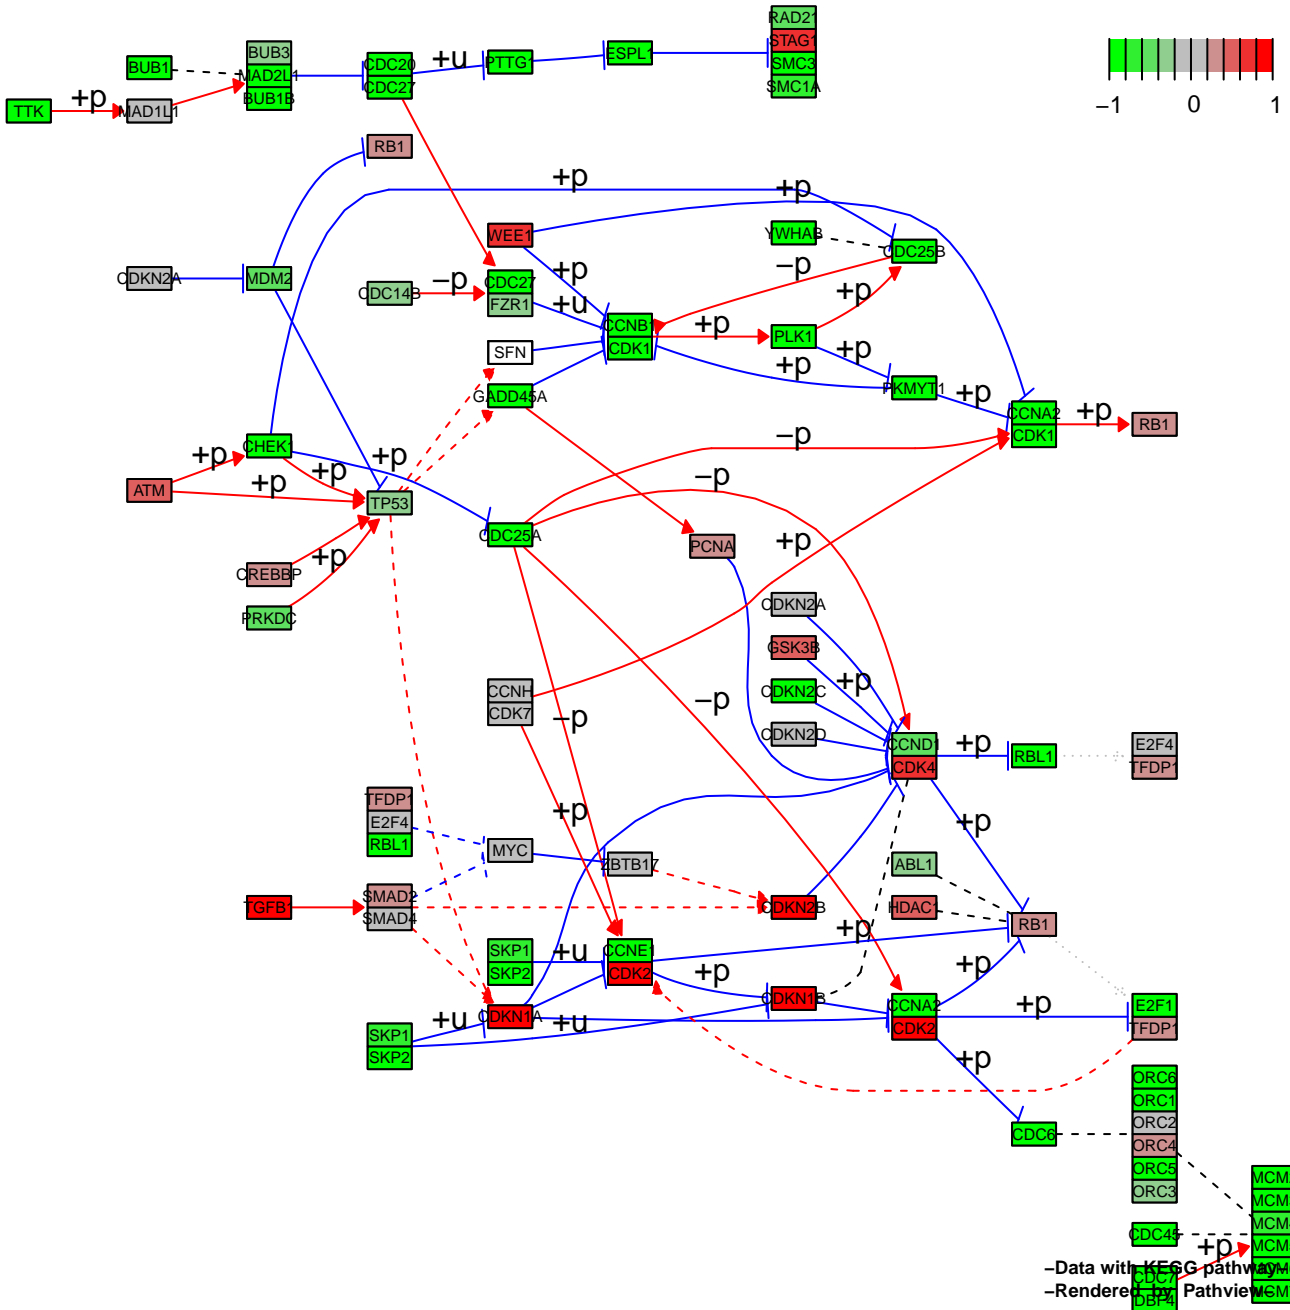 RAD21
STAG1
SMC3
SMC1A
−1 0 1
BUB1
BUB3
MAD2L1
BUB1B
CDC20
CDC27
+u
PTTG1
ESPL1
TTK
+p
MAD1L1
RB1
+p
+p
WEE1
YWHAB
CDC25B
CDKN2A
MDM2
CDC14B
−p
CDC27
FZR1
+p
+u
−p
+p
CCNB1
CDK1
+p
PLK1
SFN
+p
+p
GADD45A
PKMYT1
+p
CCNA2
CDK1
+p
RB1
CHEK1
+p
+p
+p
−p
ATM
+p
TP53
−p
CDC25A
PCNA
+p
CREBBP
+p
PRKDC
CDKN2A
GSK3B
+p
CCNH
CDK7
CDKN2C
−p
−p
CDKN2D
CCND1
CDK4
+p
RBL1
E2F4
TFDP1
TFDP1
E2F4
RBL1
+p
+p
MYC
ZBTB17
ABL1
TGFB1
SMAD2
SMAD4
CDKN2B
HDAC1
RB1
+p
SKP1
SKP2
+u
CCNE1
CDK2
+p
+p
CDKN1A
CDKN1B
CCNA2
CDK2
+p
E2F1
TFDP1
+u
+u
SKP1
SKP2
+p
ORC6
ORC1
ORC2
ORC4
ORC5
ORC3
CDC6
CDC45
+p
CDC7
DBF4
MCM
MCM
MCM
MCM
−Data with KEGG pathway−
−Rendered by Pathview−